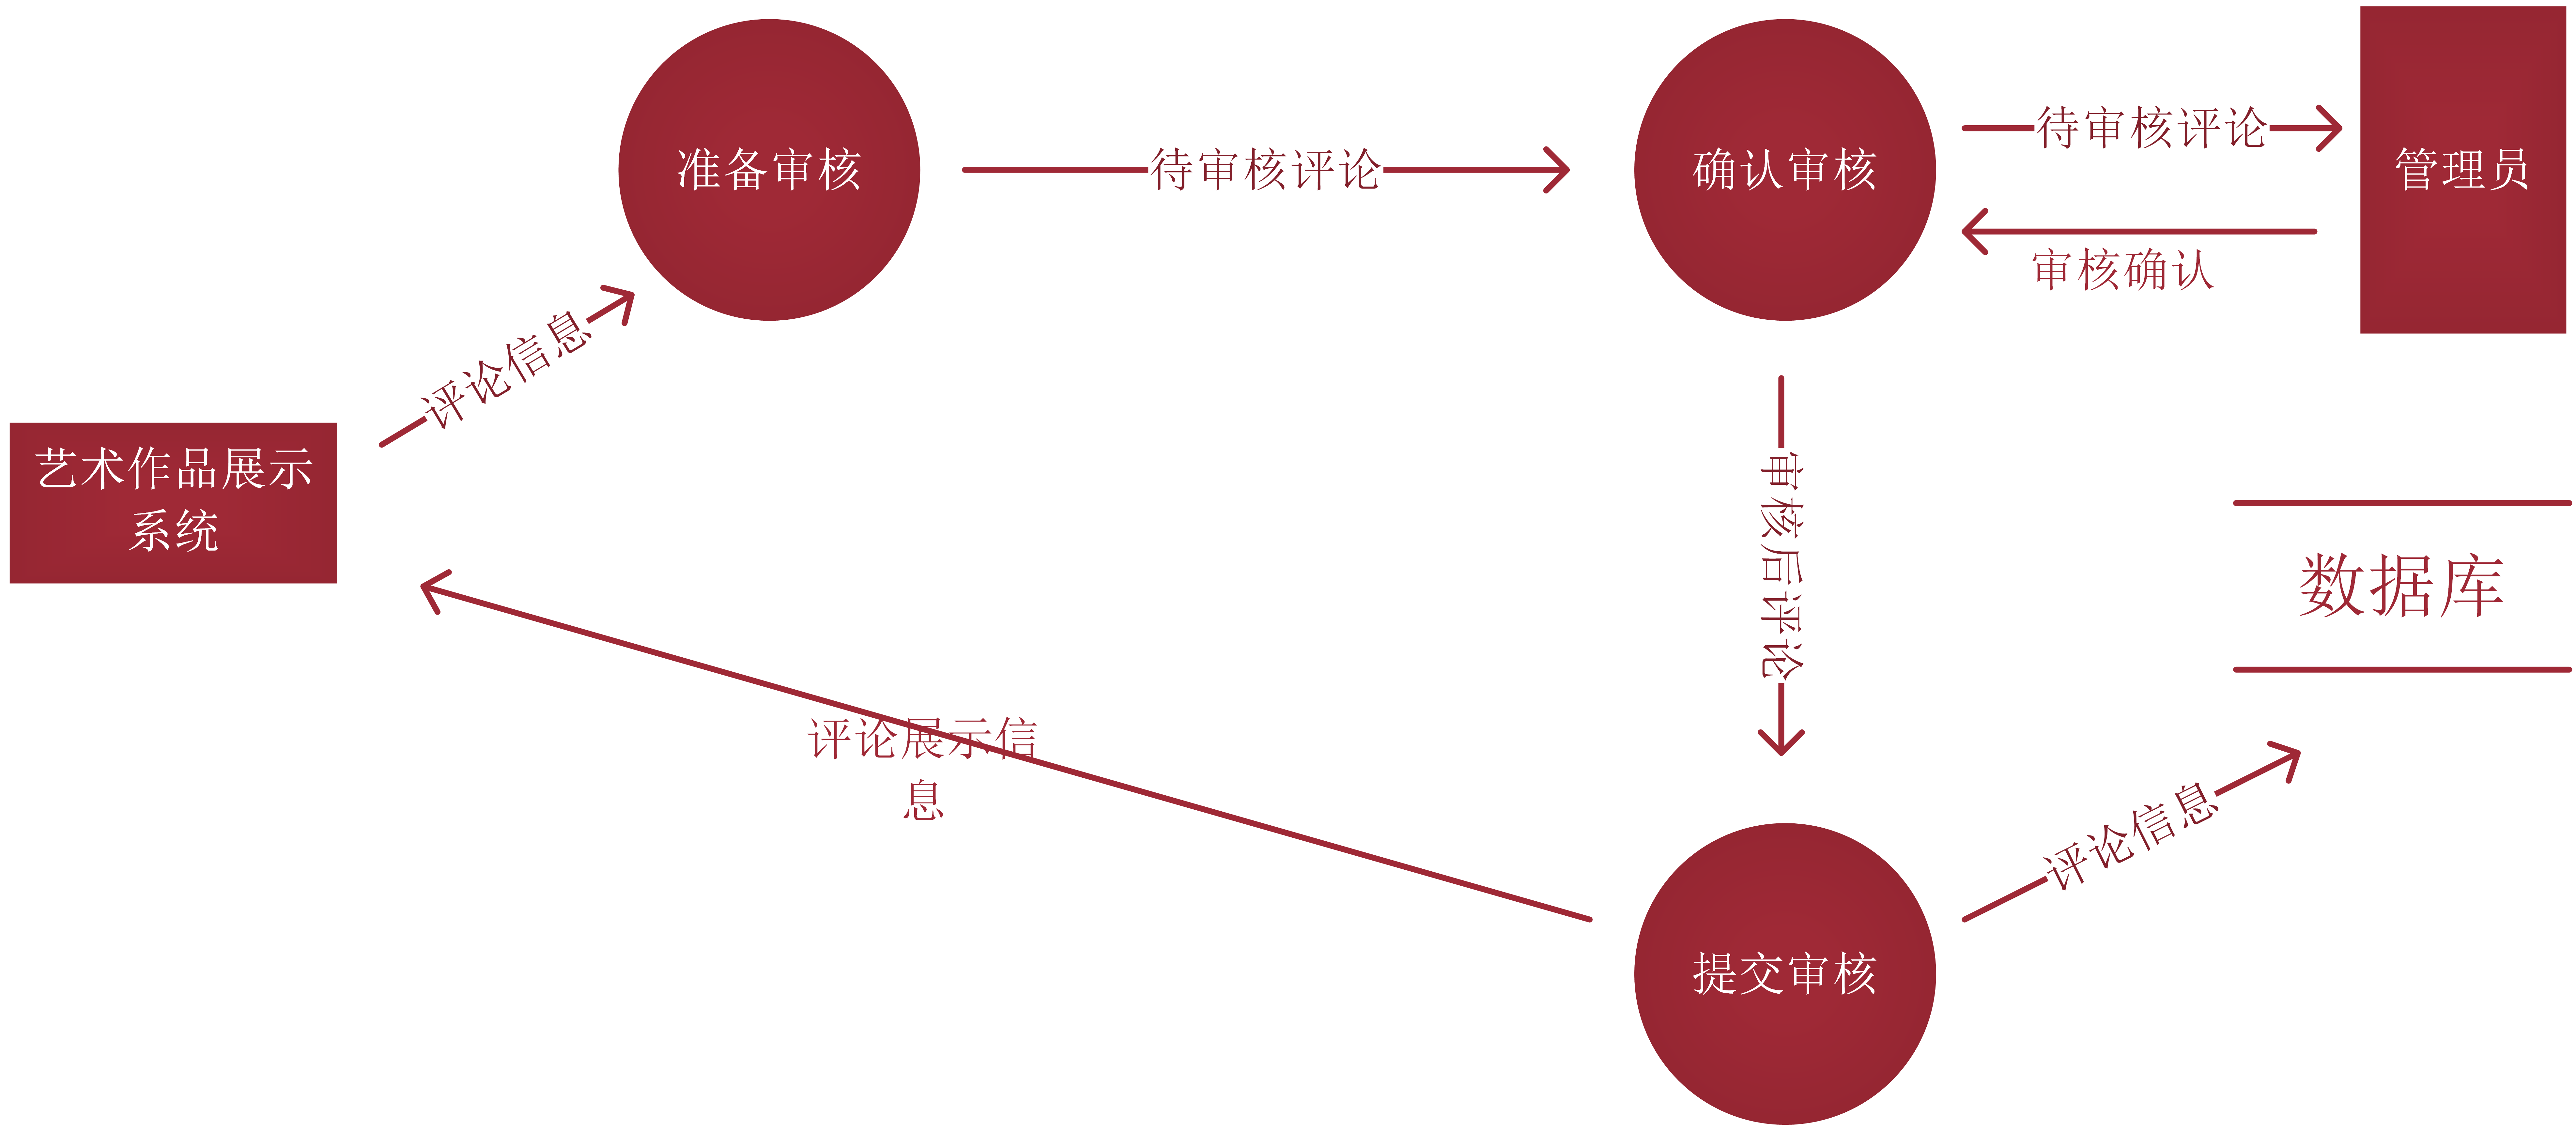 准备审核
待审核评论
确认审核
待审核评论
管理员
审核确认
评论信息
艺术作品展示
系统
审核后评论
数据库
评论展示信
息
评论信息
提交审核